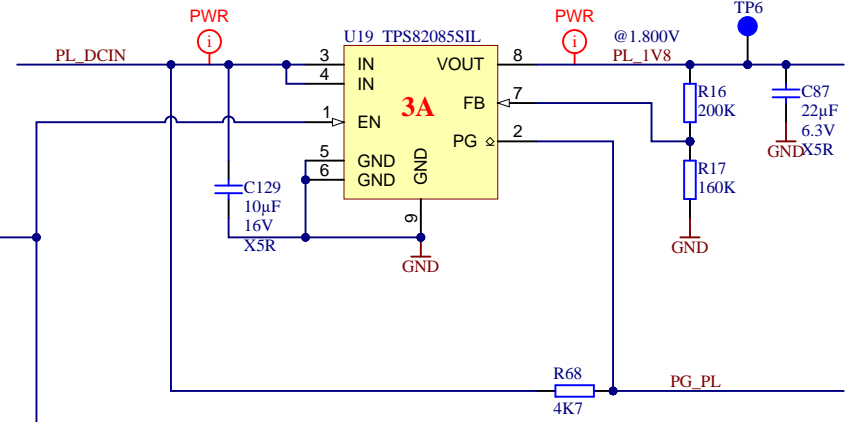 PWR
PWR
TP6
U19 TPS82085SIL
@1.800V
PL_DCIN
PL_1V8
3
IN
VOUT
8
4
IN
1
EN
3A
FB
7
PG
2
5
GND
6
GND
GND
9
R16
200K
C87
22µF
6.3V
X5R
GND
R17
160K
GND
C129
10µF
16V
X5R
GND
R68
4K7
PG_PL